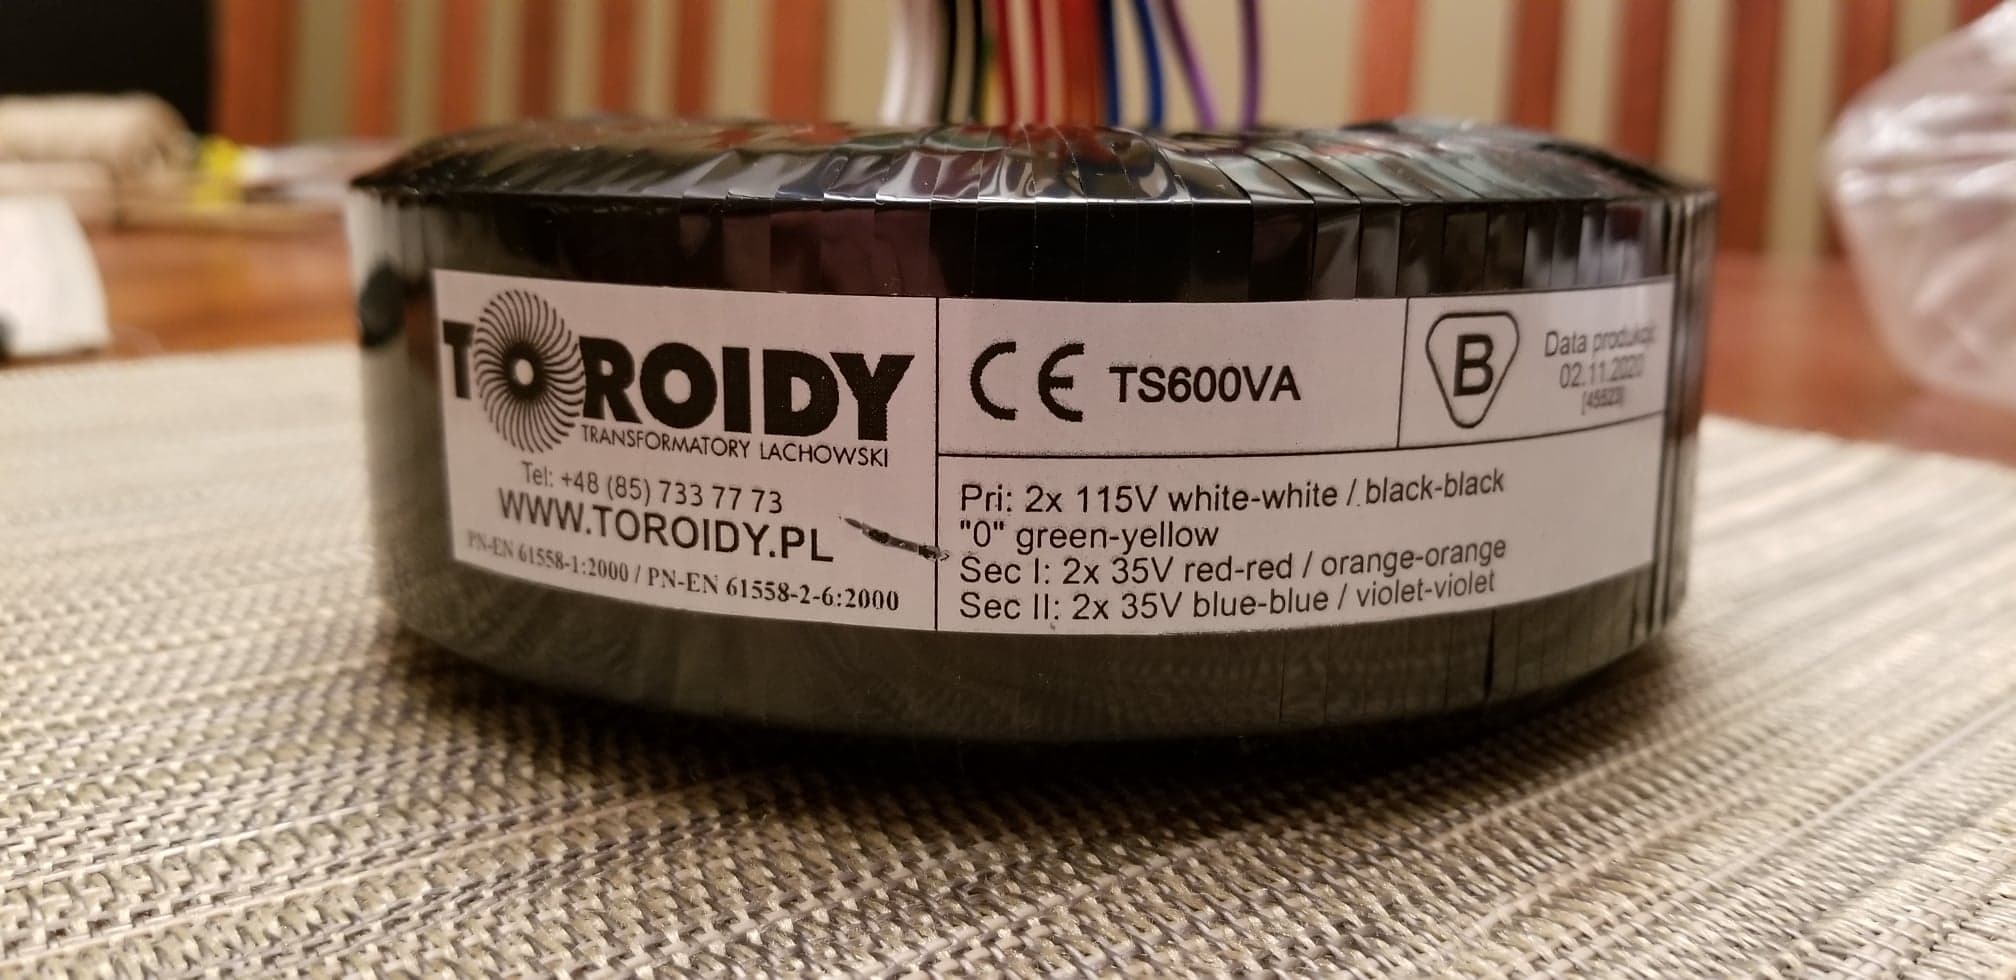 TOROIDY
TRANSFORMATORY LACHOWSKI
Tel: +48 (85) 733 77 73
WWW.TOROIDY.PL
PN-EN 61558-1:2000 / PN-EN 61558-2-6:2000
CE TS600VA
B
Data produkcji:
02.11.2020
[45523]
Pri: 2x 115V white-white / black-black
"0" green-yellow
Sec I: 2x 35V red-red / orange-orange
Sec II: 2x 35V blue-blue / violet-violet